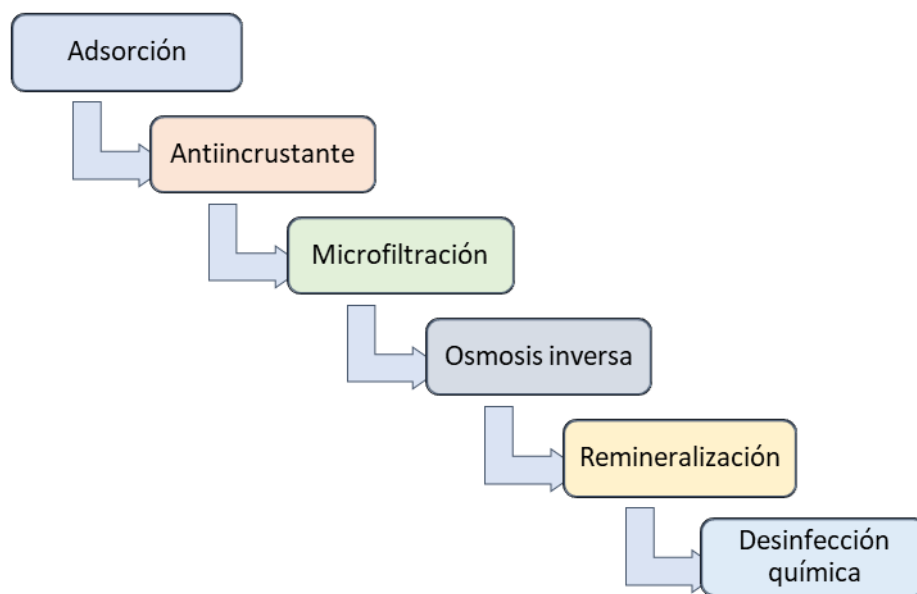 Adsorción
Antiincrustante
Microfiltración
Osmosis inversa
Remineralización
Desinfección
química